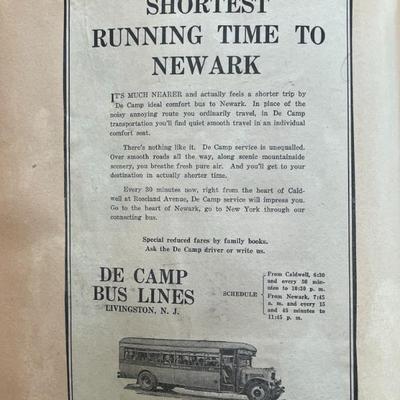 SHORTEST
RUNNING TIME TO
NEWARK
IT'S MUCH NEARER and actually feels a shorter trip by
De Camp ideal comfort bus to Newark. In place of the
noisy annoying route you ordinarily travel, in De Camp
transportation you'll find quiet smooth travel in an individual
comfort seat.
There's nothing like it. De Camp service is unequalled.
Over smooth roads all the way, along scenic mountainside
scenery, you breathe fresh pure air. And you'll get to your
destination in actually shorter time.
Every 30 minutes now, right from the heart of Cald-
well at Roseland Avenue, De Camp service will impress you.
Go to the heart of Newark, go to New York through our
connecting bus.
Special reduced fares by family books.
Ask the De Camp driver or write us.
DE CAMP
BUS LINES
LIVINGSTON, N. J.
SCHEDULE
From Caldwell, 6:30
and every 30 min-
utes to 10:30 p. m.
From Newark, 7:45
a. m. and every 15
and 45 minutes to
11:45 p. m.